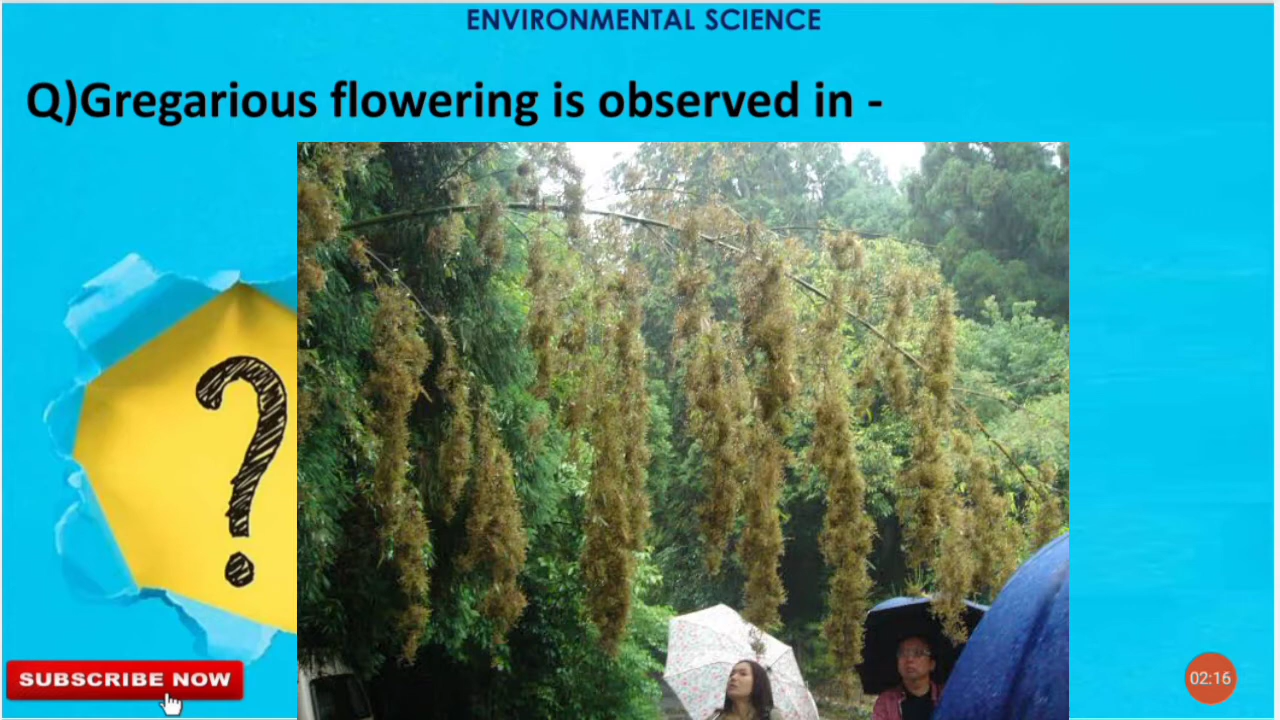 ENVIRONMENTAL SCIENCE
Q)Gregarious flowering is observed in -
?
SUBSCRIBE NOW
02:16